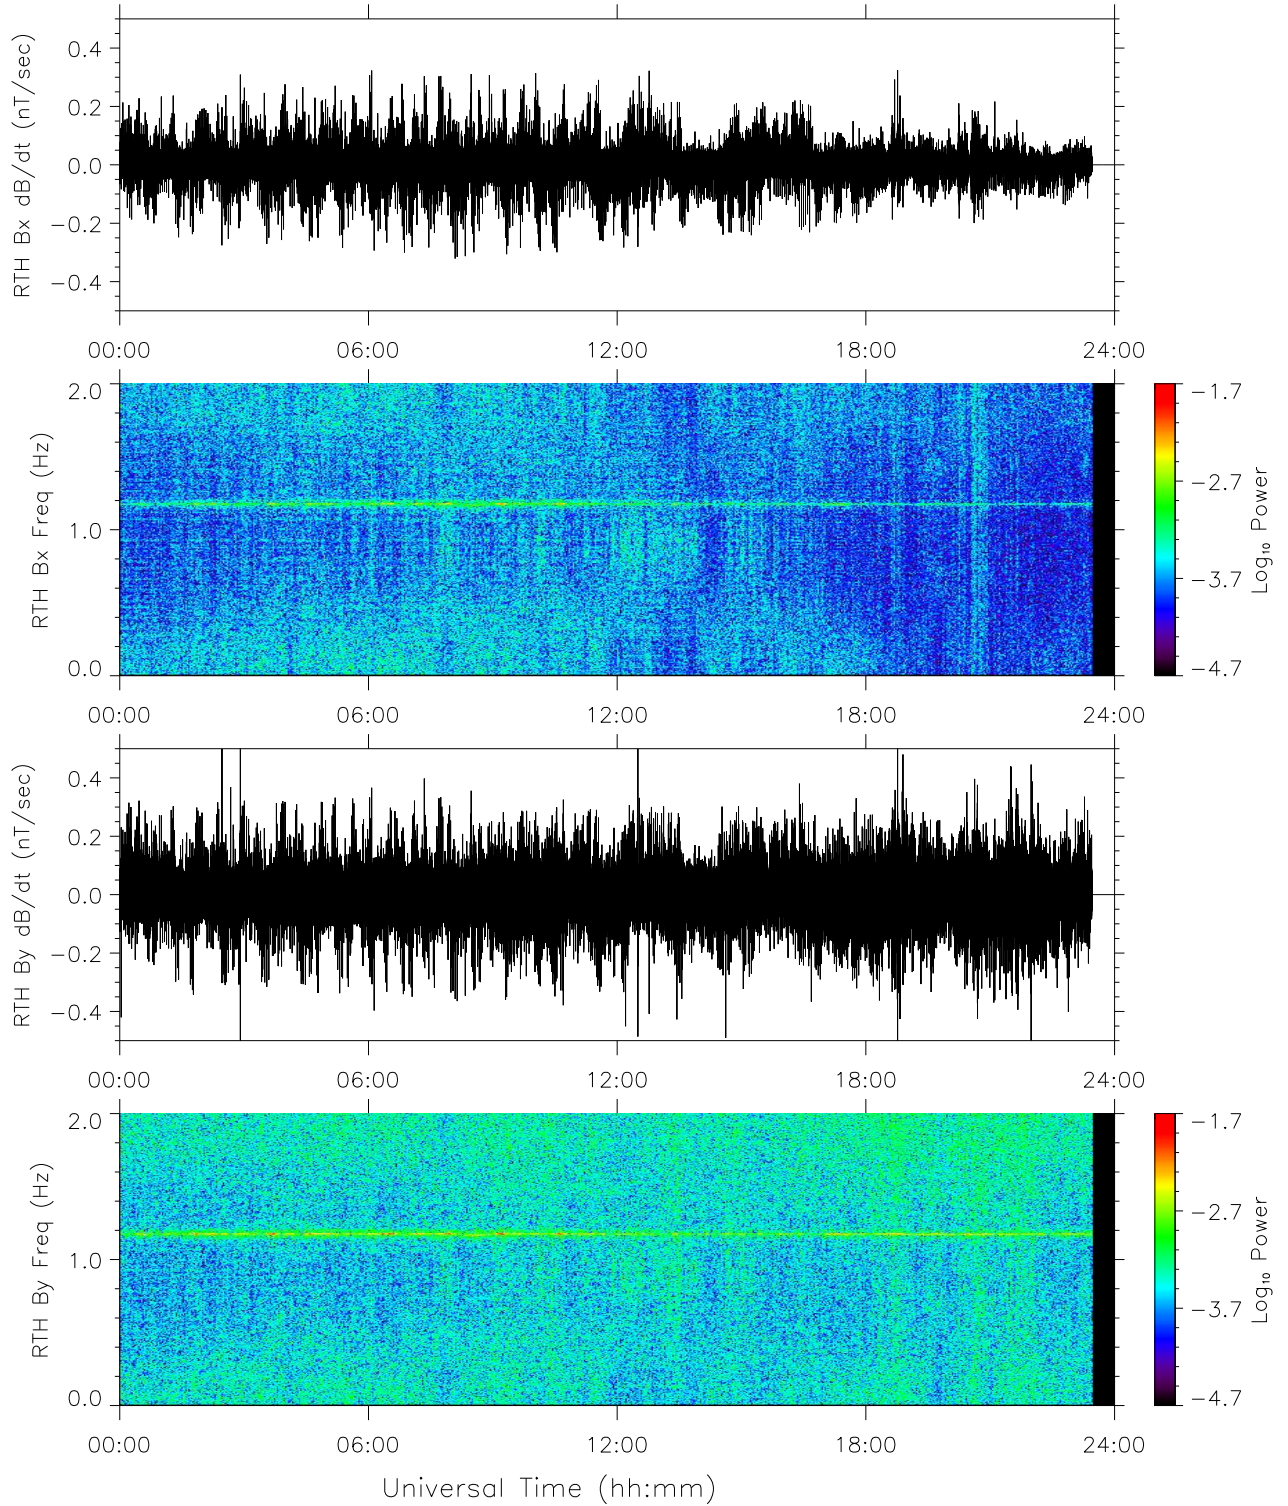 RTH Bx dB/dt (nT/sec)
0.4
0.2
0.0
−0.2
−0.4
00:00 06:00 12:00 18:00 24:00
RTH Bx Freq (Hz)
2.0
1.0
0.0
−1.7
−2.7
−3.7
−4.7
Log₁₀ Power
00:00 06:00 12:00 18:00 24:00
RTH By dB/dt (nT/sec)
0.4
0.2
0.0
−0.2
−0.4
00:00 06:00 12:00 18:00 24:00
RTH By Freq (Hz)
2.0
1.0
0.0
−1.7
−2.7
−3.7
−4.7
Log₁₀ Power
00:00 06:00 12:00 18:00 24:00
Universal Time (hh:mm)